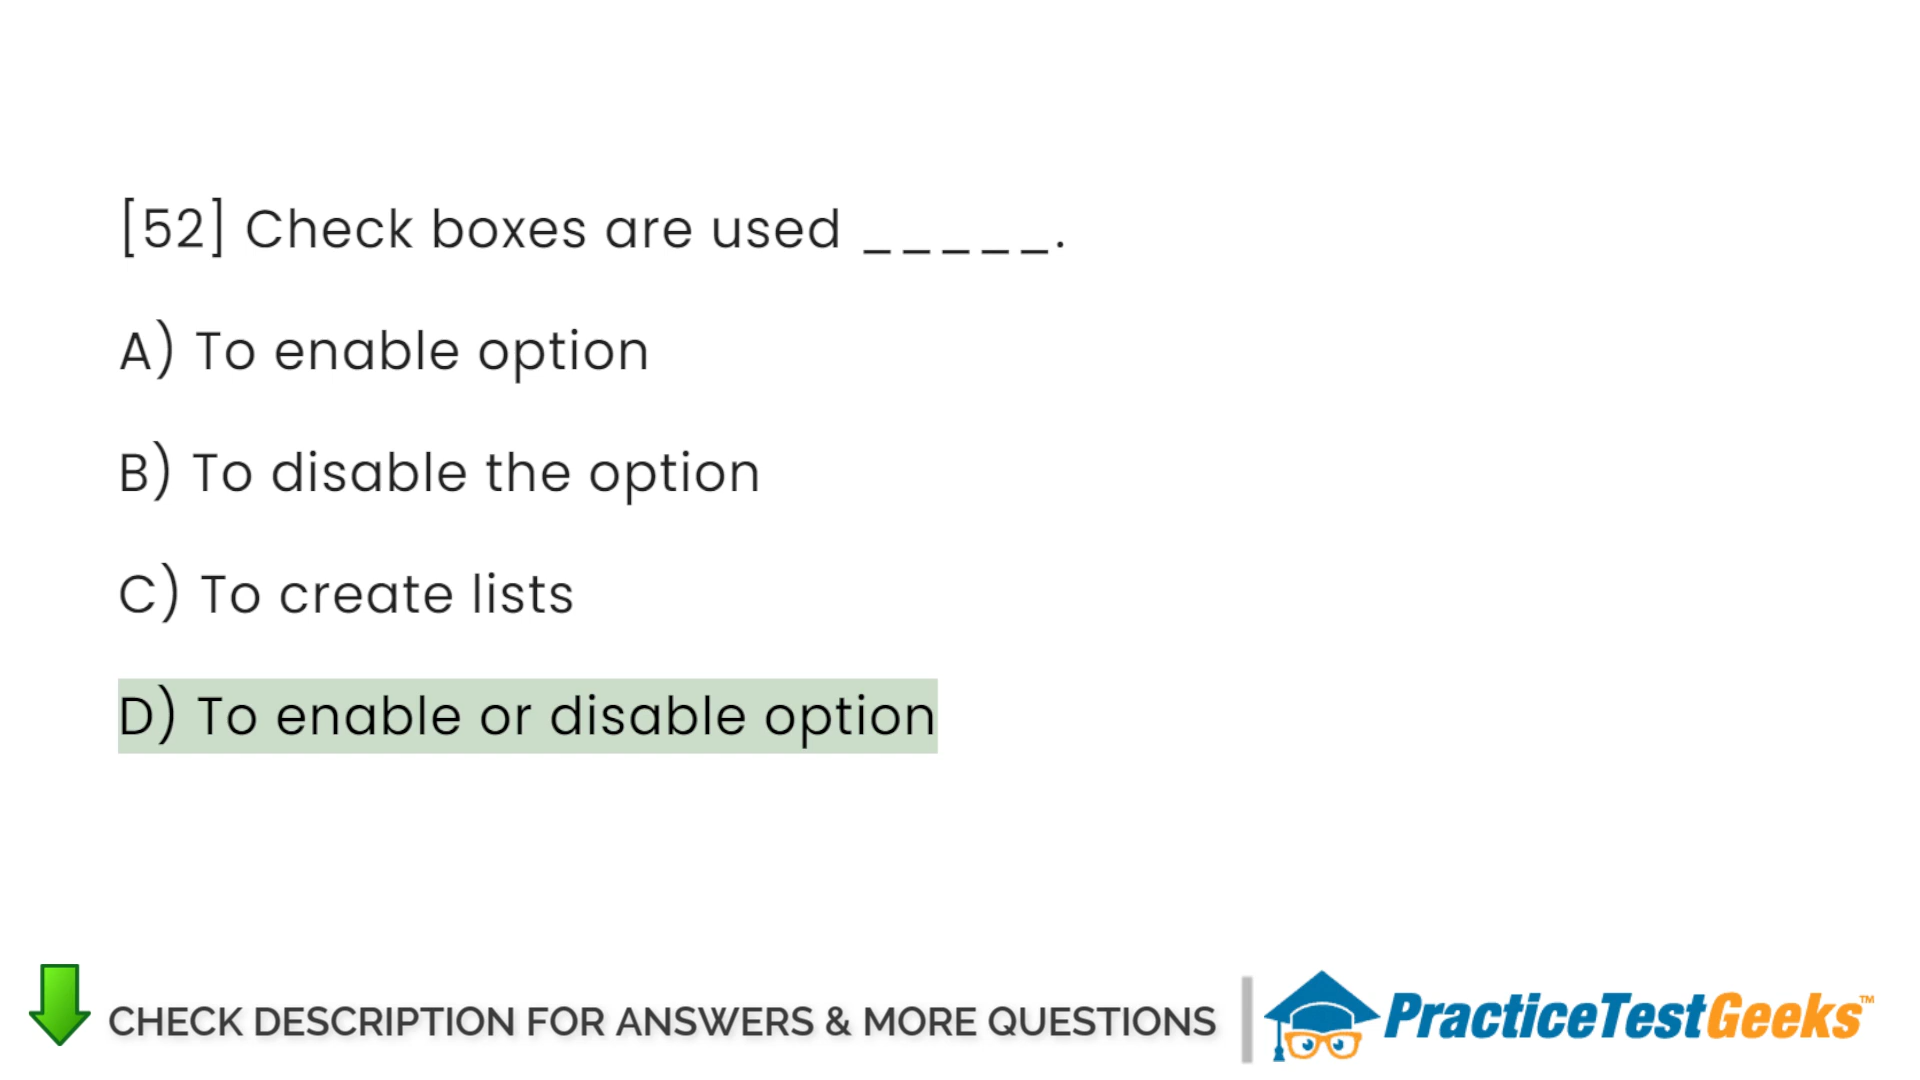 [52] Check boxes are used _____.
A) To enable option
B) To disable the option
C) To create lists
D) To enable or disable option
CHECK DESCRIPTION FOR ANSWERS & MORE QUESTIONS
PracticeTestGeeks™